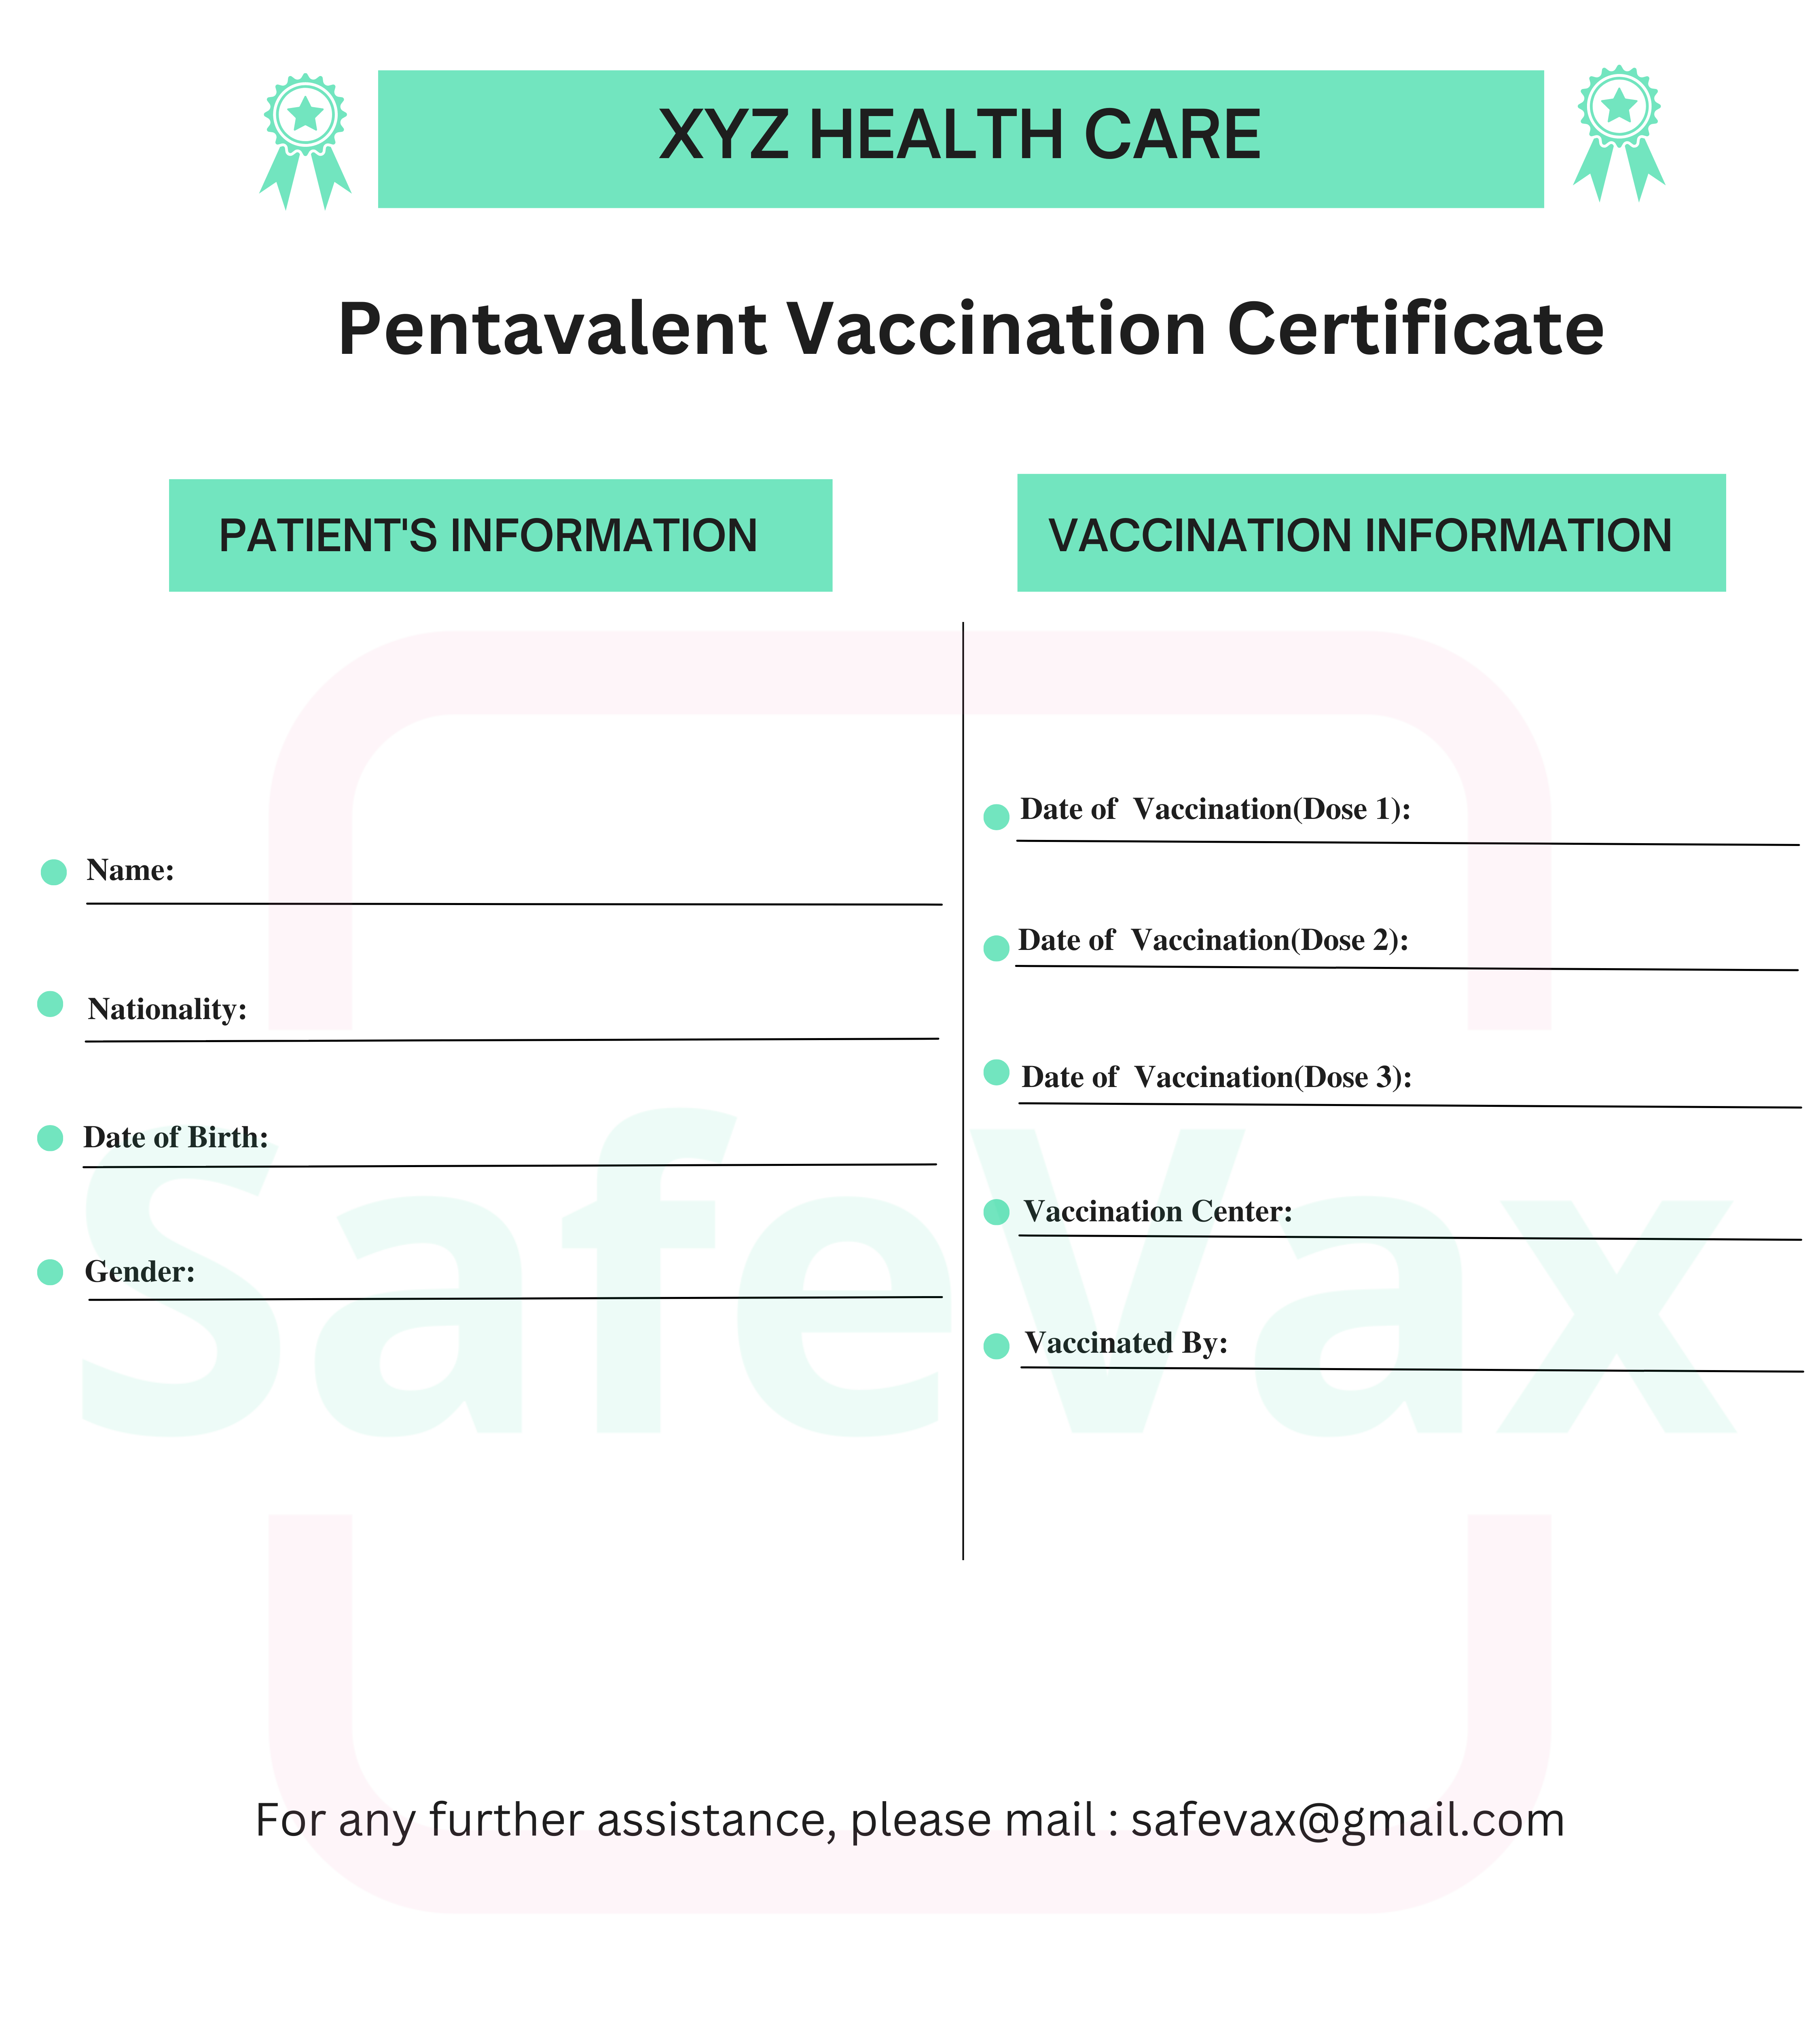 XYZ HEALTH CARE
Pentavalent Vaccination Certificate
PATIENT'S INFORMATION
Name:
Nationality:
Date of Birth:
Gender:
VACCINATION INFORMATION
Date of  Vaccination(Dose 1):
Date of  Vaccination(Dose 2):
Date of  Vaccination(Dose 3):
Vaccination Center:
Vaccinated By:
SafeVax
For any further assistance, please mail : safevax@gmail.com